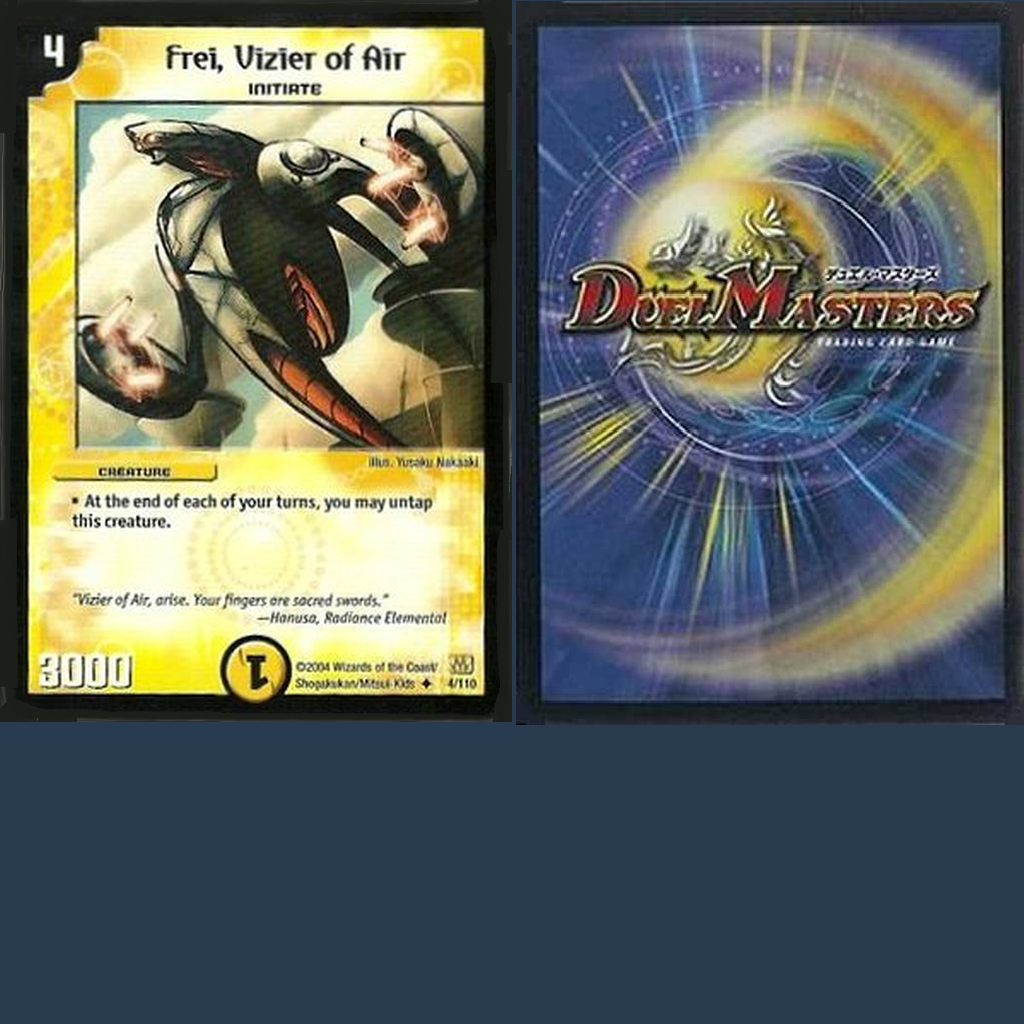 4
Frei, Vizier of Air
INITIATE
illus. Yusaku Nakaaki
CREATURE
▪ At the end of each of your turns, you may untap
this creature.
"Vizier of Air, arise. Your fingers are sacred swords."
—Hanusa, Radiance Elemental
3000
1
©2004 Wizards of the Coast/
Shogakukan/Mitsui-Kids ✦ 4/110
デュエル・マスターズ
DUEL MASTERS
TRADING CARD GAME